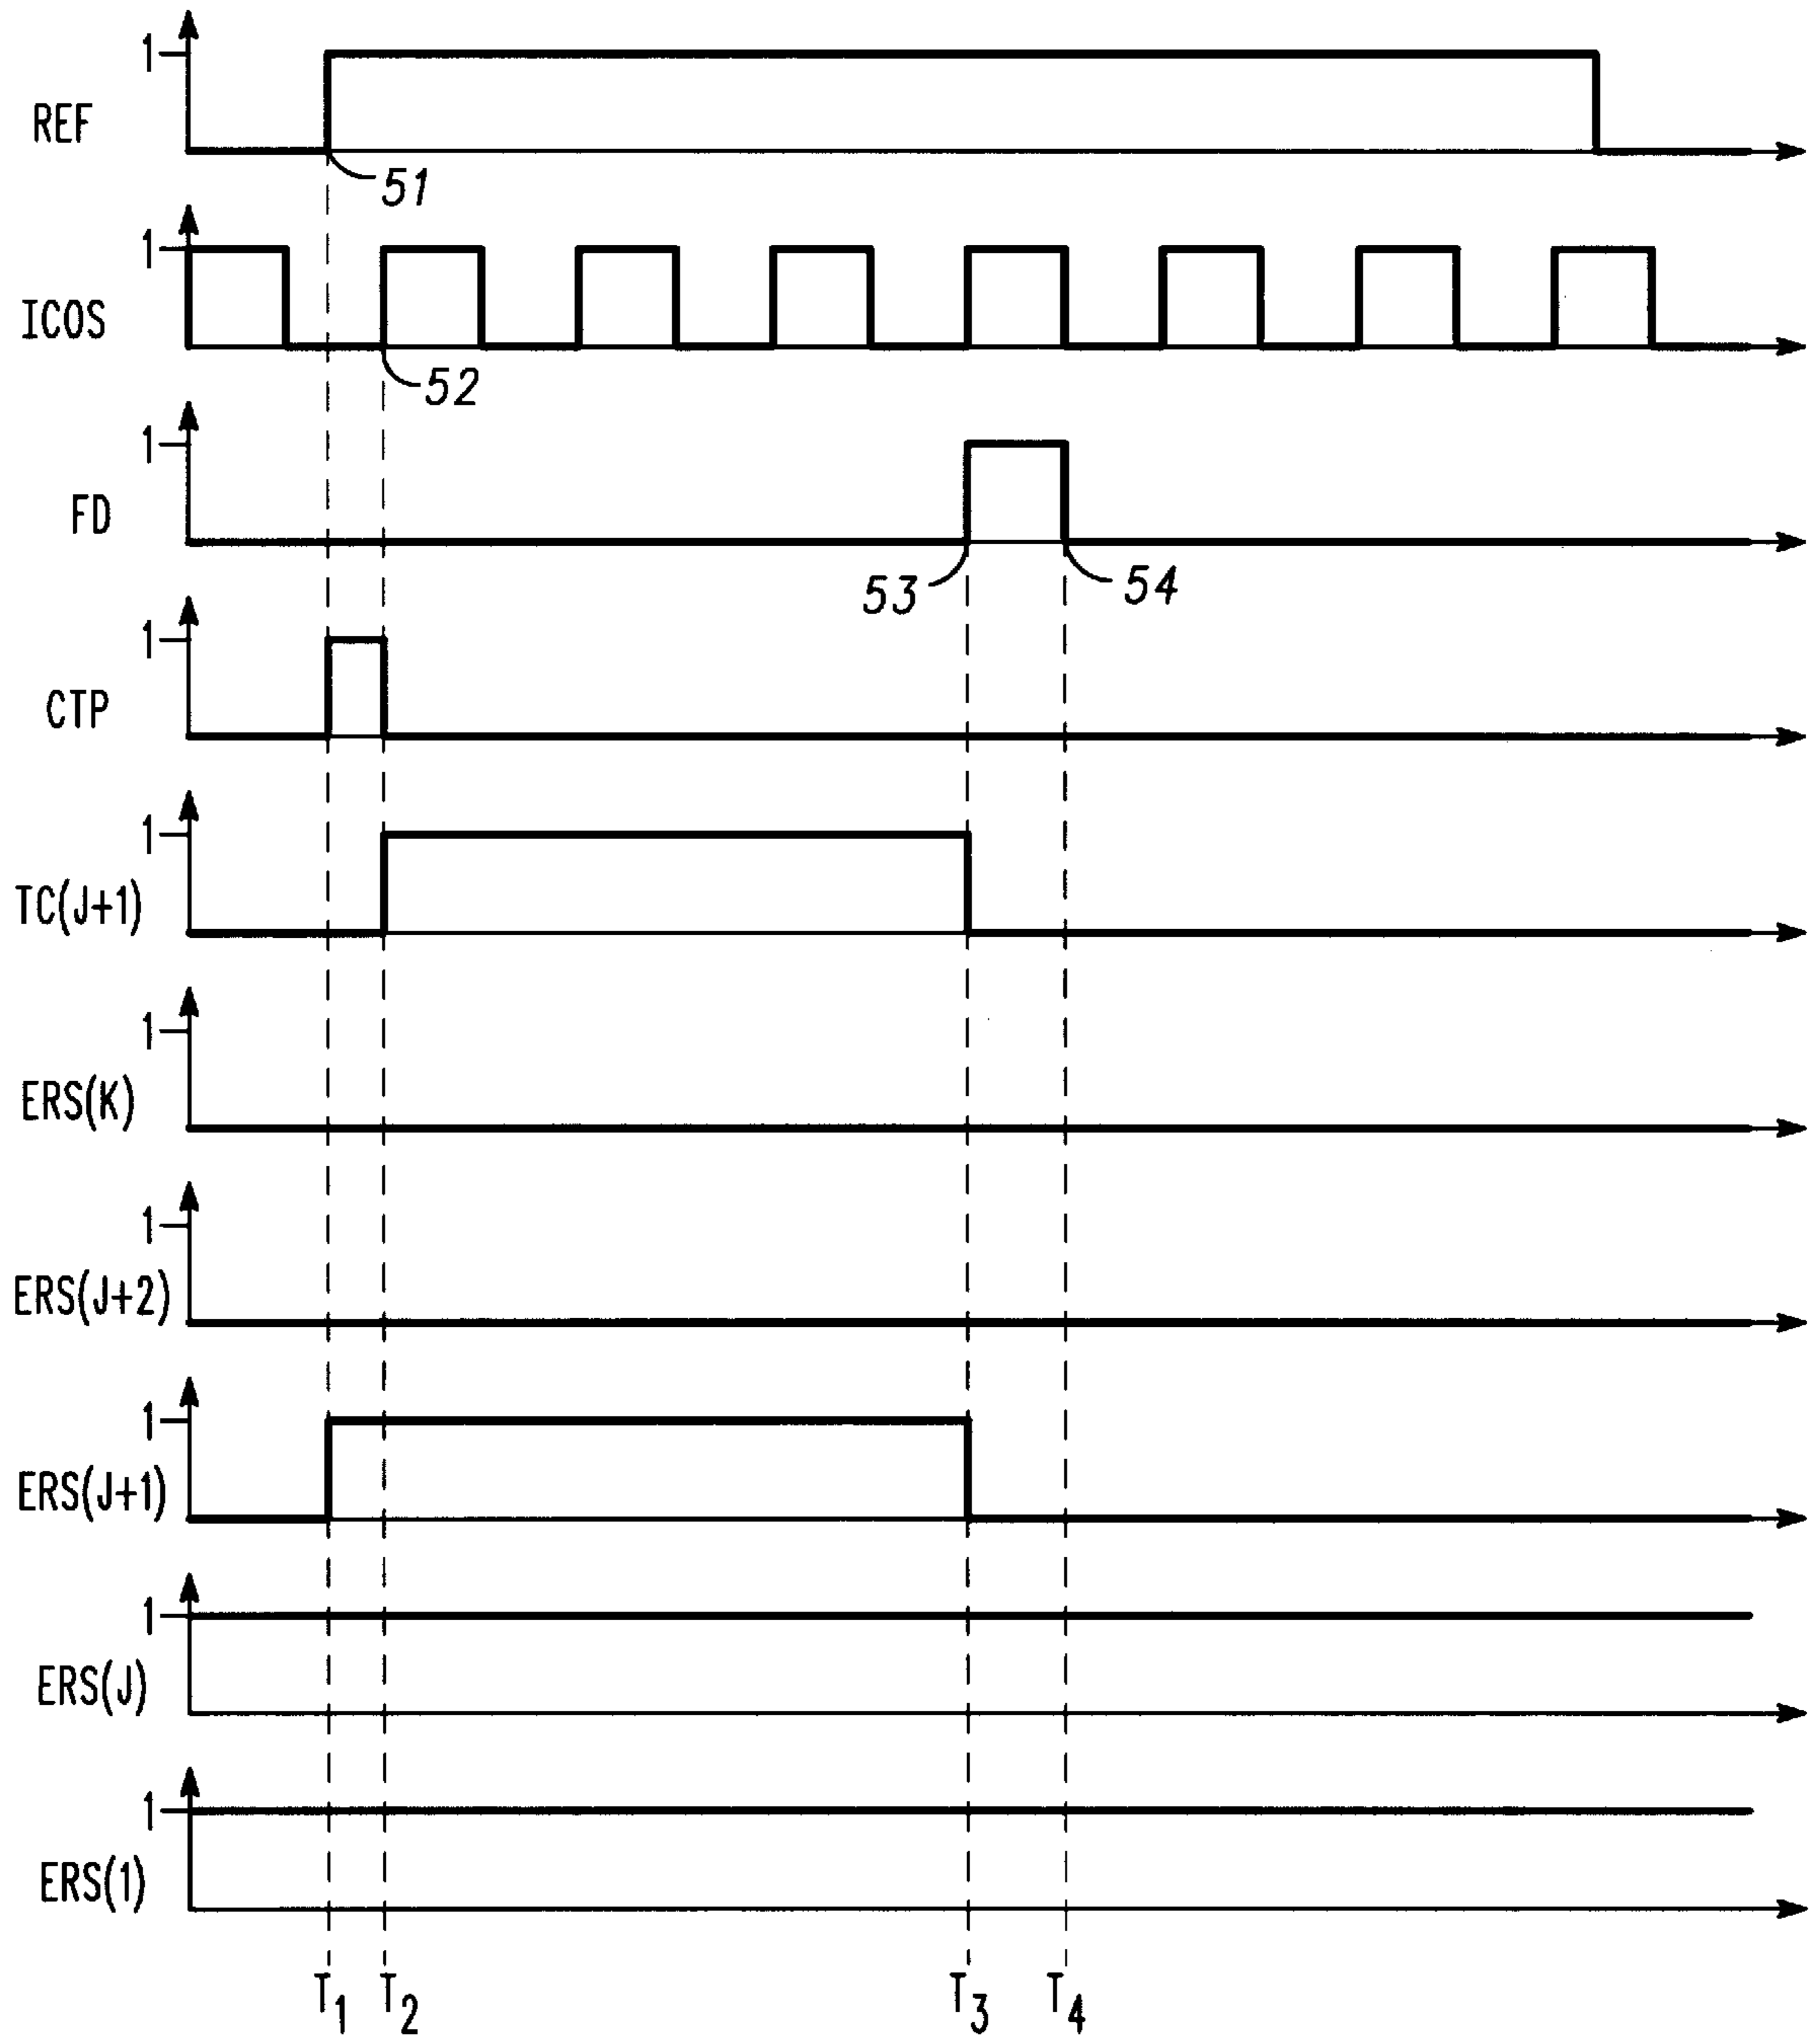 1
REF
51
1
ICOS
52
1
FD
53
54
1
CTP
1
TC(J+1)
1
ERS(K)
1
ERS(J+2)
1
ERS(J+1)
1
ERS(J)
1
ERS(1)
T1 T2 T3 T4